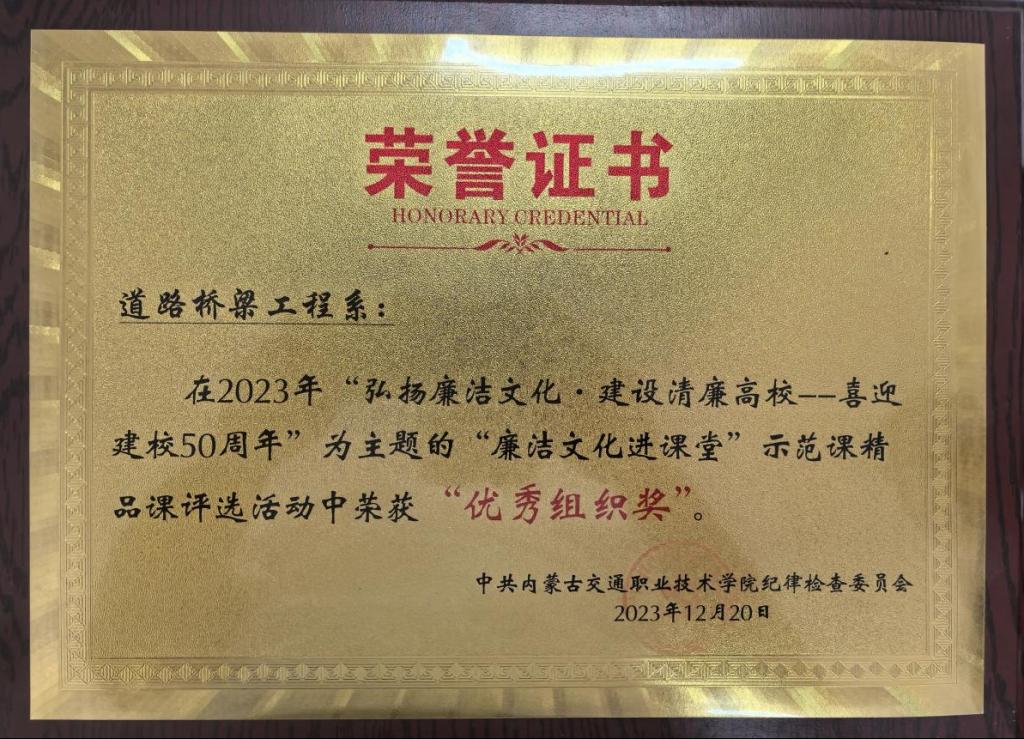 荣誉证书
HONORARY CREDENTIAL
道路桥梁工程系：
在2023年“弘扬廉洁文化·建设清廉高校--喜迎
建校50周年”为主题的“廉洁文化进课堂”示范课精
品课评选活动中荣获“优秀组织奖”。
中共内蒙古交通职业技术学院纪律检查委员会
2023年12月20日